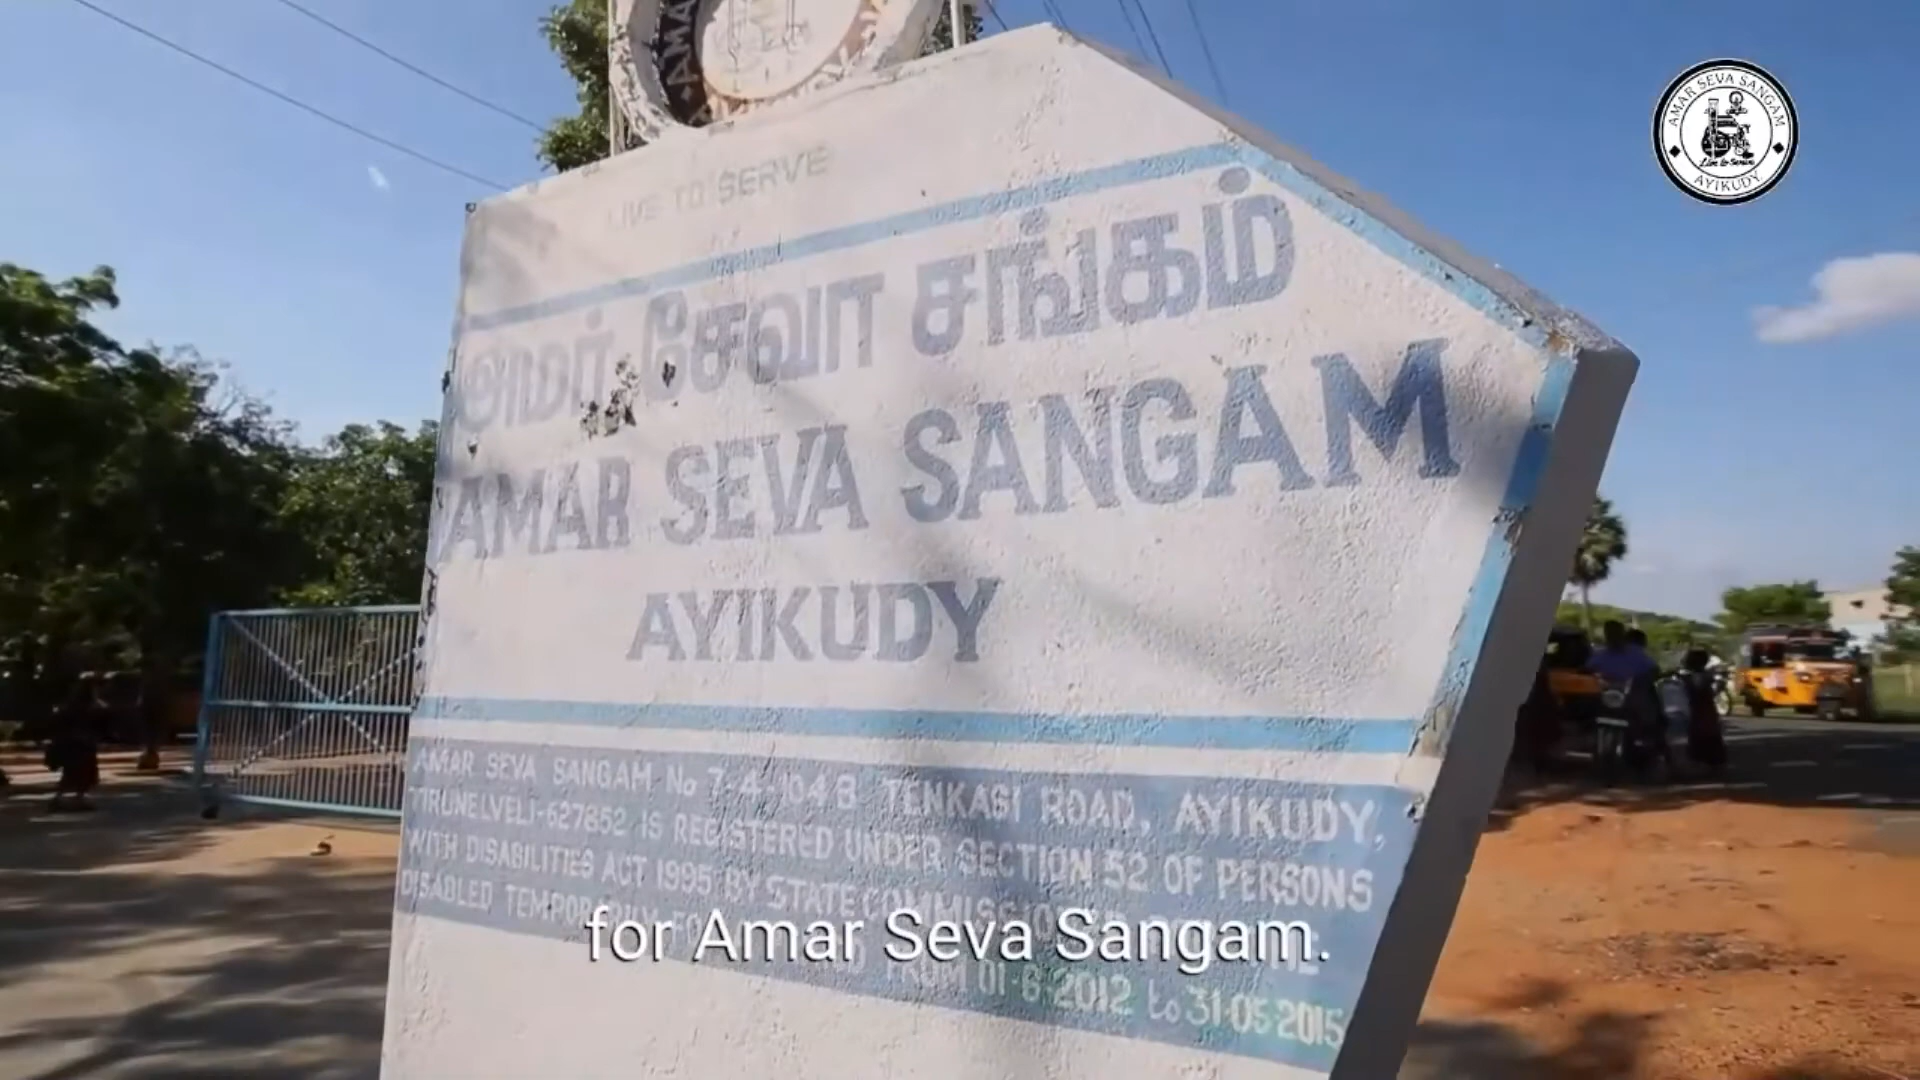 AMA
LIVE TO SERVE
அமர் சேவா சங்கம்
AMAR SEVA SANGAM
AYIKUDY
AMAR SEVA SANGAM No 7-4-104 B TENKASI ROAD, AYIKUDY,
TIRUNELVELI-627852 IS REGISTERED UNDER SECTION 52 OF PERSONS
WITH DISABILITIES ACT 1995 BY STATE
DISABLED
FROM 01-6-2012 to 31-05-2015
for Amar Seva Sangam.
AMAR SEVA SANGAM
Live to Serve
AYIKUDY